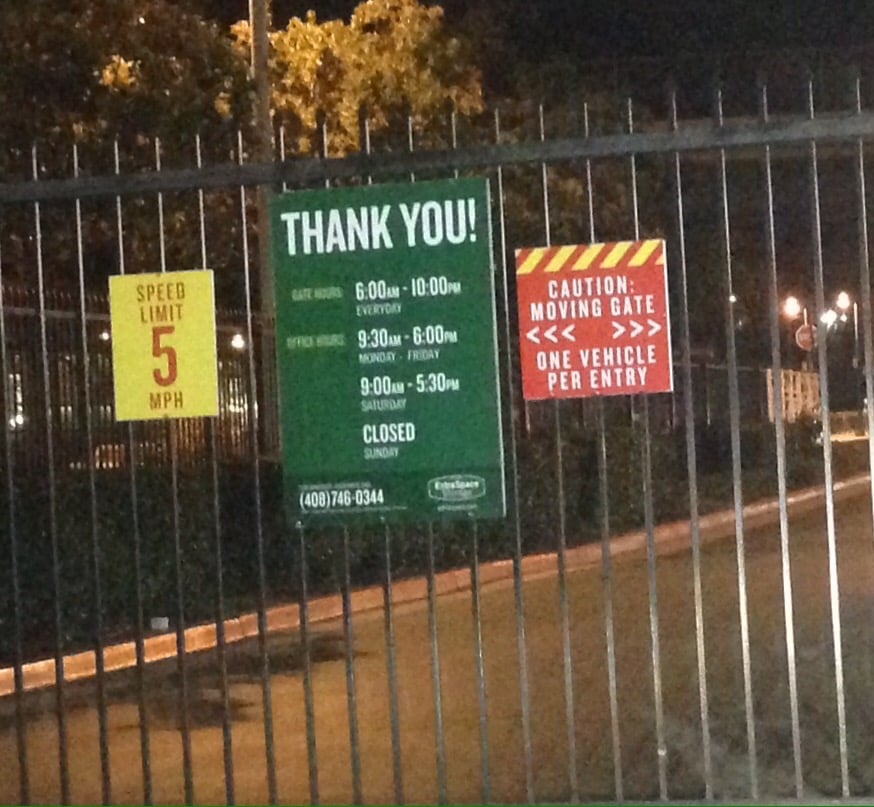 SPEED
LIMIT
5
MPH
THANK YOU!
GATE HOURS: 6:00AM - 10:00PM
EVERYDAY
OFFICE HOURS: 9:30AM - 6:00PM
MONDAY - FRIDAY
9:00AM - 5:30PM
SATURDAY
CLOSED
SUNDAY
(408)746-0344
ExtraSpace
Storage
CAUTION:
MOVING GATE
<<< >>>
ONE VEHICLE
PER ENTRY